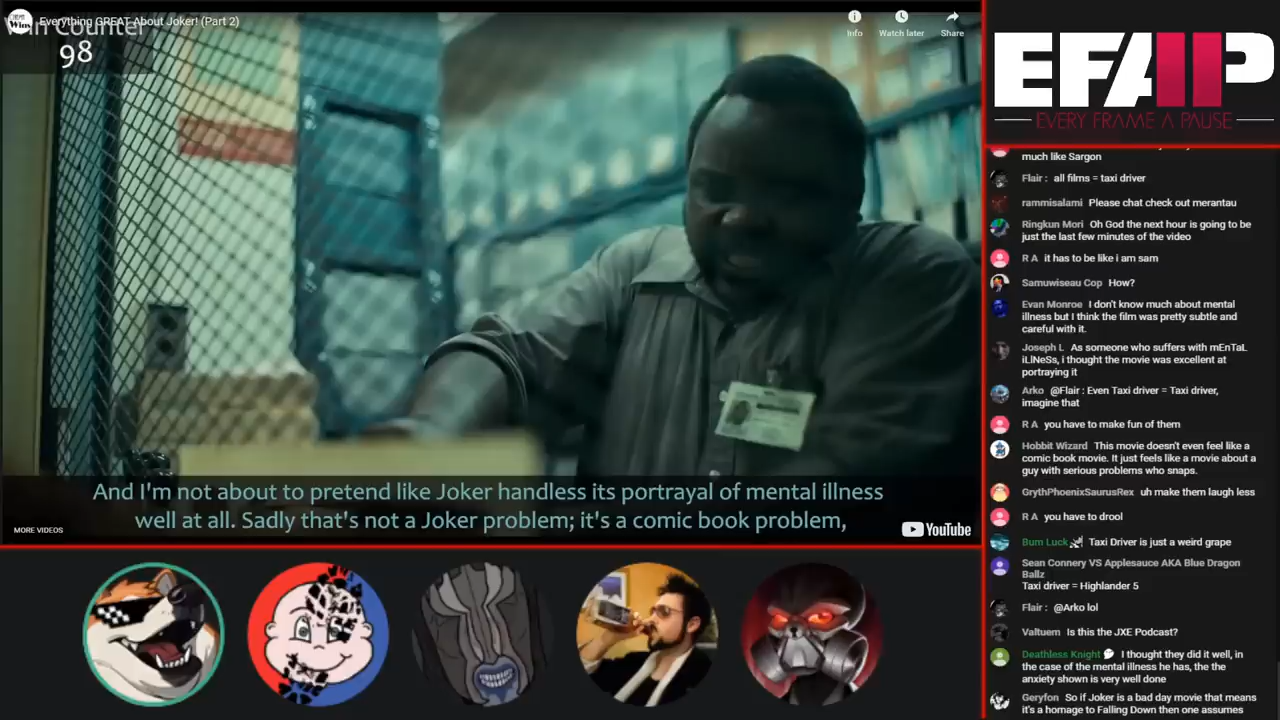 Win Counter
Everything GREAT About Joker! (Part 2)
98
Info
Watch later
Share
And I'm not about to pretend like Joker handless its portrayal of mental illness
well at all. Sadly that's not a Joker problem; it's a comic book problem,
MORE VIDEOS
YouTube
EFAP
EVERY FRAME A PAUSE
much like Sargon
Flair : all films = taxi driver
rammisalami Please chat check out merantau
Ringkun Mori Oh God the next hour is going to be
just the last few minutes of the video
R A it has to be like i am sam
Samuwiseau Cop How?
Evan Monroe I don't know much about mental
illness but I think the film was pretty subtle and
careful with it.
Joseph L As someone who suffers with mEnTaL
iLlNeSs, i thought the movie was excellent at
portraying it
Arko @Flair : Even Taxi driver = Taxi driver,
imagine that
R A you have to make fun of them
Hobbit Wizard This movie doesn't even feel like a
comic book movie. It just feels like a movie about a
guy with serious problems who snaps.
GrythPhoenixSaurusRex uh make them laugh less
R A you have to drool
Bum Luck Taxi Driver is just a weird grape
Sean Connery VS Applesauce AKA Blue Dragon
Ballz
Taxi driver = Highlander 5
Flair : @Arko lol
Valtuem Is this the JXE Podcast?
Deathless Knight I thought they did it well, in
the case of the mental illness he has, the the
anxiety shown is very well done
Geryfon So if Joker is a bad day movie that means
it's a homage to Falling Down then one assumes